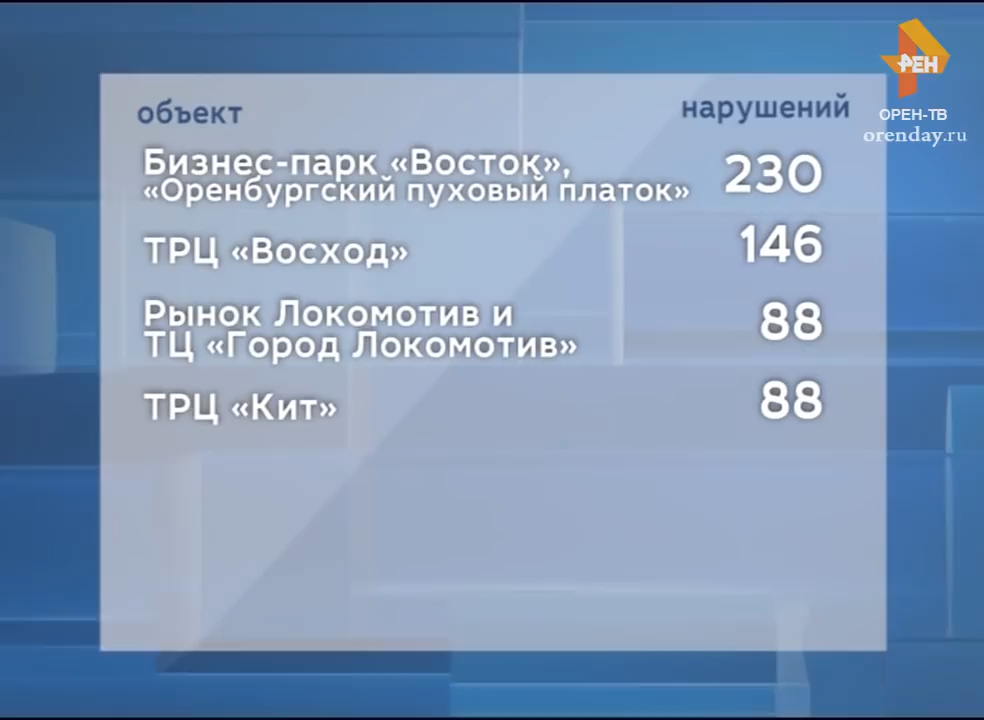 РЕН
ОРЕН-ТВ
orenday.ru
объект
нарушений
Бизнес-парк «Восток»,
«Оренбургский пуховый платок»
230
ТРЦ «Восход»
146
Рынок Локомотив и
ТЦ «Город Локомотив»
88
ТРЦ «Кит»
88